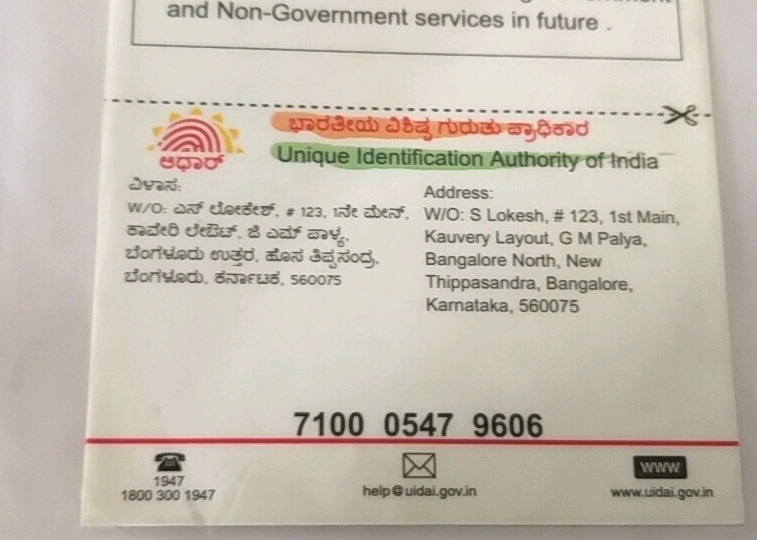 and Non-Government services in future .
ಭಾರತೀಯ ವಿಶಿಷ್ಟ ಗುರುತು ಪ್ರಾಧಿಕಾರ
Unique Identification Authority of India
ಆಧಾರ್
ವಿಳಾಸ:
W/O: ಎಸ್ ಲೋಕೇಶ್, # 123, 1ನೇ ಮೇನ್,
ಕಾವೇರಿ ಲೇಔಟ್, ಜಿ ಎಮ್ ಪಾಳ್ಯ,
ಬೆಂಗಳೂರು ಉತ್ತರ, ಹೊಸ ತಿಪ್ಪಸಂದ್ರ,
ಬೆಂಗಳೂರು, ಕರ್ನಾಟಕ, 560075
Address:
W/O: S Lokesh, # 123, 1st Main,
Kauvery Layout, G M Palya,
Bangalore North, New
Thippasandra, Bangalore,
Karnataka, 560075
7100 0547 9606
1947
1800 300 1947
help@uidai.gov.in
www
www.uidai.gov.in